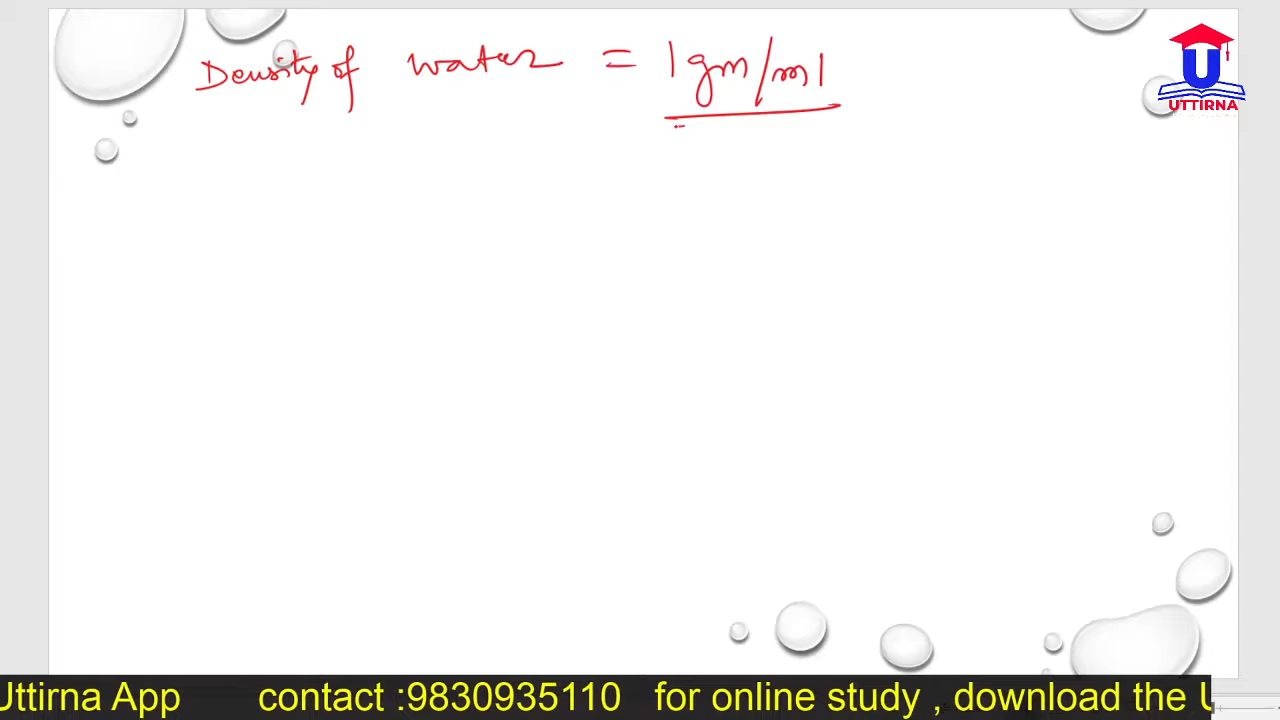 Density of water = 1gm/ml
U
UTTIRNA
Uttirna App contact :9830935110 for online study , download the U